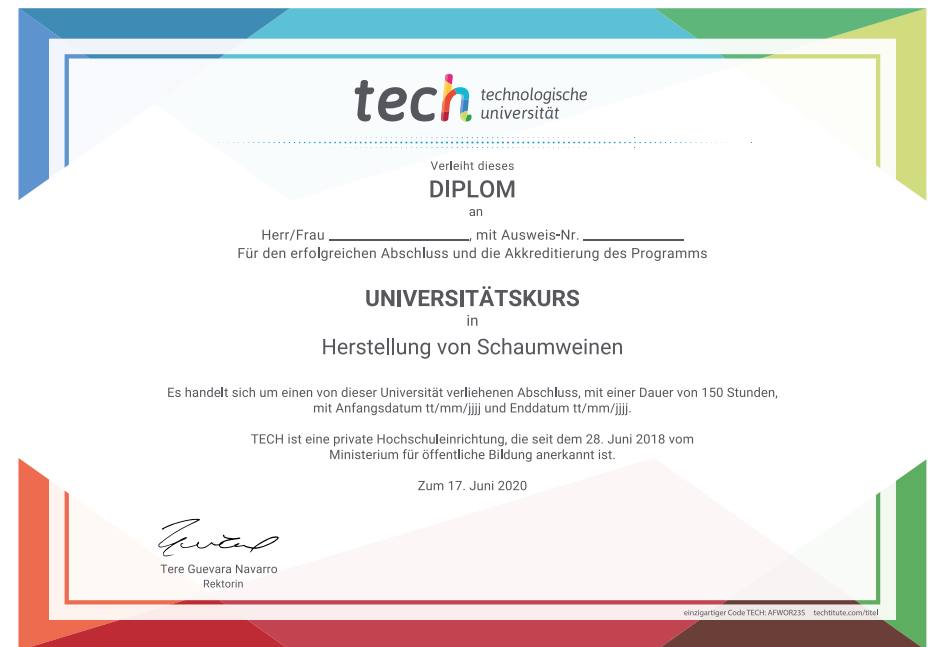 tech technologische
universität
Verleiht dieses
DIPLOM
an
Herr/Frau ____________________, mit Ausweis-Nr. ______________
Für den erfolgreichen Abschluss und die Akkreditierung des Programms
UNIVERSITÄTSKURS
in
Herstellung von Schaumweinen
Es handelt sich um einen von dieser Universität verliehenen Abschluss, mit einer Dauer von 150 Stunden,
mit Anfangsdatum tt/mm/jjjj und Enddatum tt/mm/jjjj.
TECH ist eine private Hochschuleinrichtung, die seit dem 28. Juni 2018 vom
Ministerium für öffentliche Bildung anerkannt ist.
Zum 17. Juni 2020
Tere Guevara Navarro
Rektorin
einzigartiger Code TECH: AFWOR23S techtitute.com/titel